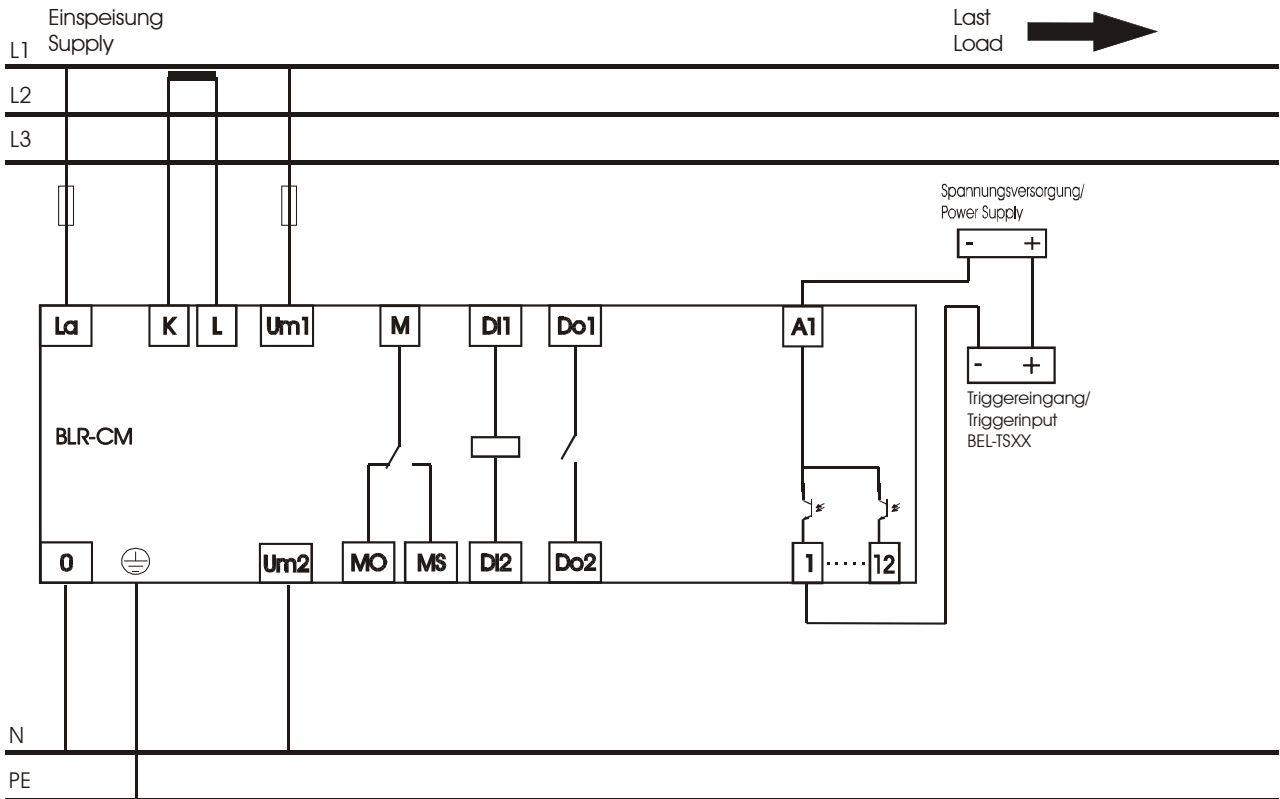 Einspeisung
Supply
Last
Load
L1
L2
L3
Spannungsversorgung/
Power Supply
- +
La K L Um1 M DI1 Do1 A1
- +
Triggereingang/
Triggerinput
BEL-TSXX
BLR-CM
0 Um2 MO MS DI2 Do2 1 ...... 12
N
PE